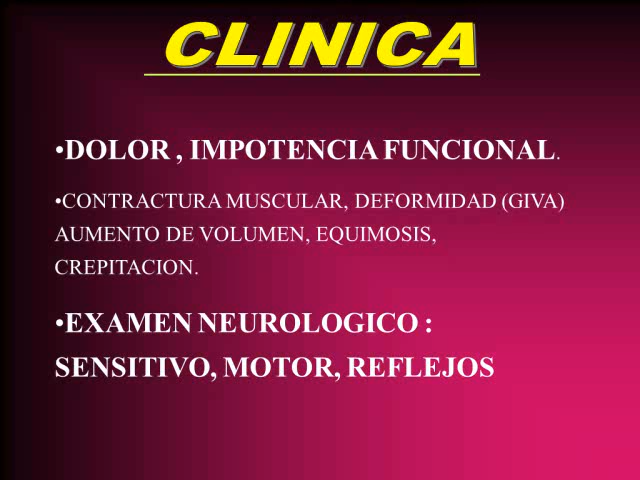 CLINICA
•DOLOR , IMPOTENCIA FUNCIONAL.
•CONTRACTURA MUSCULAR, DEFORMIDAD (GIVA)
AUMENTO DE VOLUMEN, EQUIMOSIS,
CREPITACION.
•EXAMEN NEUROLOGICO :
SENSITIVO, MOTOR, REFLEJOS